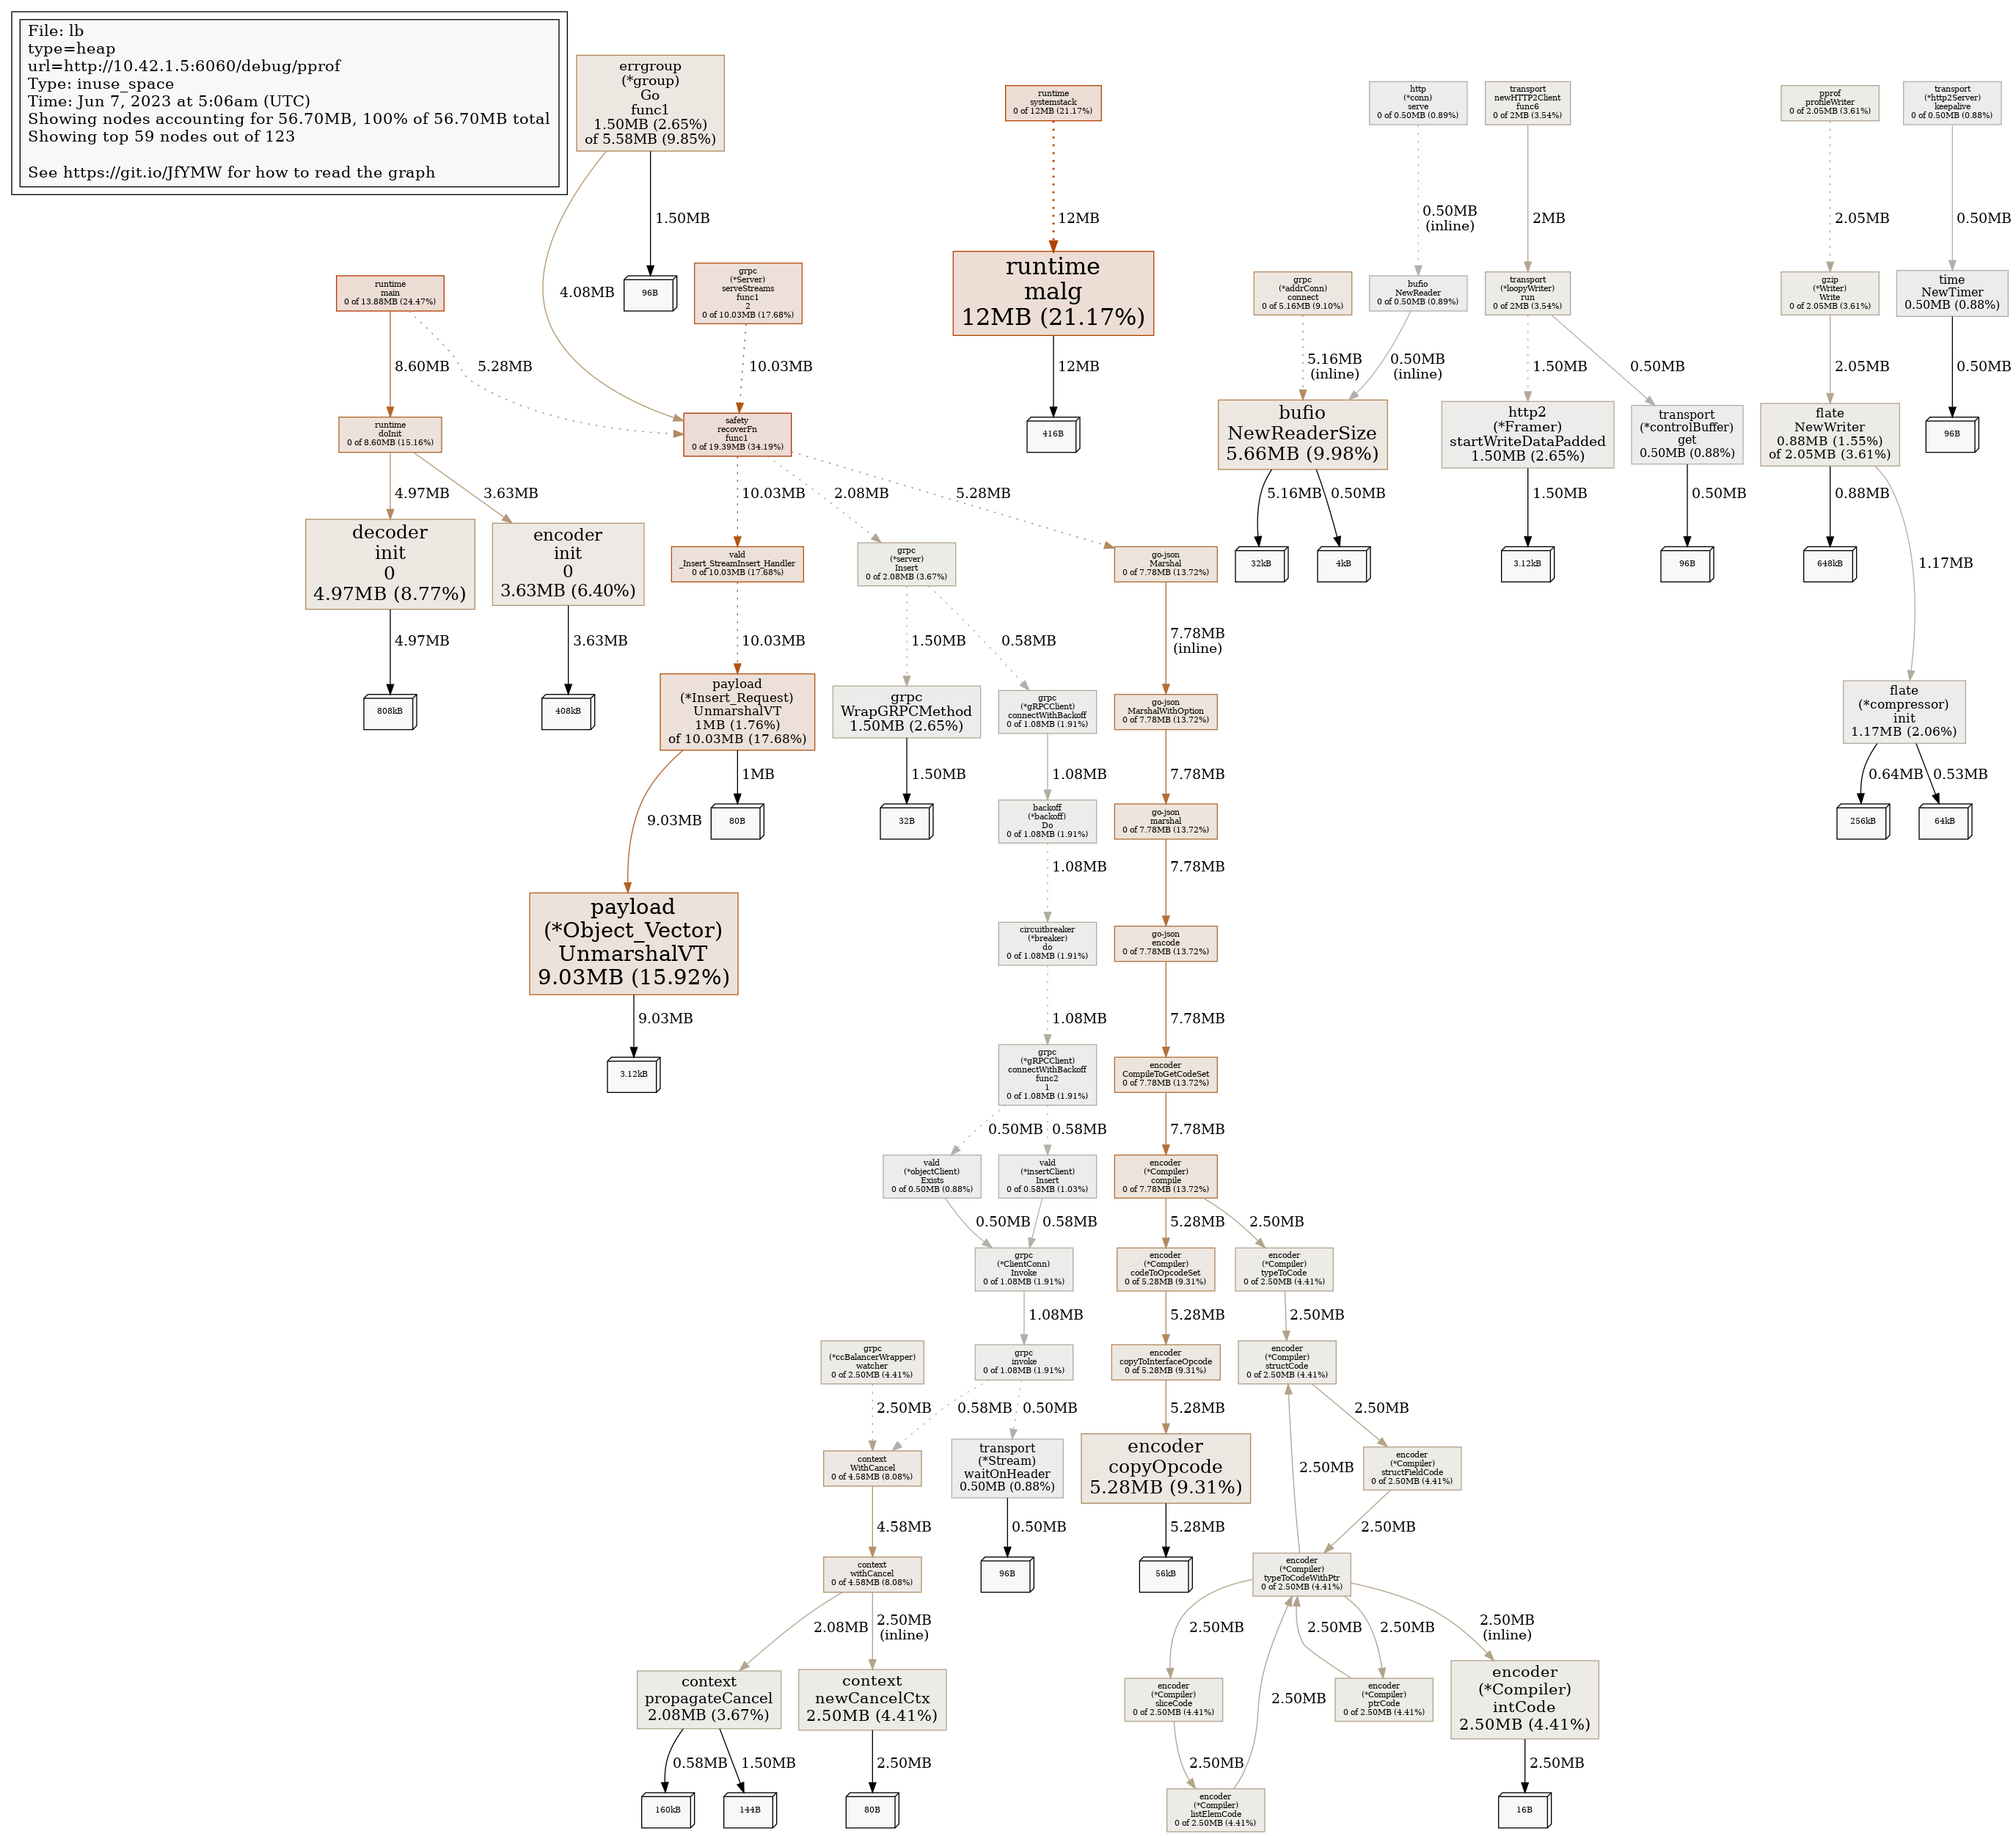 File: lb
type=heap
url=http://10.42.1.5:6060/debug/pprof
Type: inuse_space
Time: Jun 7, 2023 at 5:06am (UTC)
Showing nodes accounting for 56.70MB, 100% of 56.70MB total
Showing top 59 nodes out of 123
See https://git.io/JfYMW for how to read the graph
errgroup
(*group)
Go
func1
1.50MB (2.65%)
of 5.58MB (9.85%)
runtime
systemstack
0 of 12MB (21.17%)
http
(*conn)
serve
0 of 0.50MB (0.89%)
transport
newHTTP2Client
func6
0 of 2MB (3.54%)
pprof
profileWriter
0 of 2.05MB (3.61%)
transport
(*http2Server)
keepalive
0 of 0.50MB (0.88%)
4.08MB
1.50MB
12MB
0.50MB
(inline)
2MB
2.05MB
0.50MB
runtime
main
0 of 13.88MB (24.47%)
96B
grpc
(*Server)
serveStreams
func1
2
0 of 10.03MB (17.68%)
runtime
malg
12MB (21.17%)
grpc
(*addrConn)
connect
0 of 5.16MB (9.10%)
bufio
NewReader
0 of 0.50MB (0.89%)
transport
(*loopyWriter)
run
0 of 2MB (3.54%)
gzip
(*Writer)
Write
0 of 2.05MB (3.61%)
time
NewTimer
0.50MB (0.88%)
8.60MB
5.28MB
10.03MB
12MB
5.16MB
(inline)
0.50MB
(inline)
1.50MB
0.50MB
2.05MB
0.50MB
runtime
doInit
0 of 8.60MB (15.16%)
safety
recoverFn
func1
0 of 19.39MB (34.19%)
416B
bufio
NewReaderSize
5.66MB (9.98%)
http2
(*Framer)
startWriteDataPadded
1.50MB (2.65%)
transport
(*controlBuffer)
get
0.50MB (0.88%)
flate
NewWriter
0.88MB (1.55%)
of 2.05MB (3.61%)
96B
4.97MB
3.63MB
10.03MB
2.08MB
5.28MB
5.16MB
0.50MB
1.50MB
0.50MB
0.88MB
1.17MB
decoder
init
0
4.97MB (8.77%)
encoder
init
0
3.63MB (6.40%)
vald
_Insert_StreamInsert_Handler
0 of 10.03MB (17.68%)
grpc
(*server)
Insert
0 of 2.08MB (3.67%)
go-json
Marshal
0 of 7.78MB (13.72%)
32kB
4kB
3.12kB
96B
648kB
4.97MB
3.63MB
10.03MB
1.50MB
0.58MB
7.78MB
(inline)
808kB
408kB
payload
(*Insert_Request)
UnmarshalVT
1MB (1.76%)
of 10.03MB (17.68%)
grpc
WrapGRPCMethod
1.50MB (2.65%)
grpc
(*gRPCClient)
connectWithBackoff
0 of 1.08MB (1.91%)
go-json
MarshalWithOption
0 of 7.78MB (13.72%)
flate
(*compressor)
init
1.17MB (2.06%)
9.03MB
1MB
1.50MB
1.08MB
7.78MB
0.64MB
0.53MB
80B
32B
backoff
(*backoff)
Do
0 of 1.08MB (1.91%)
go-json
marshal
0 of 7.78MB (13.72%)
256kB
64kB
1.08MB
7.78MB
payload
(*Object_Vector)
UnmarshalVT
9.03MB (15.92%)
circuitbreaker
(*breaker)
do
0 of 1.08MB (1.91%)
go-json
encode
0 of 7.78MB (13.72%)
9.03MB
1.08MB
7.78MB
3.12kB
grpc
(*gRPCClient)
connectWithBackoff
func2
1
0 of 1.08MB (1.91%)
encoder
CompileToGetCodeSet
0 of 7.78MB (13.72%)
0.50MB
0.58MB
7.78MB
vald
(*objectClient)
Exists
0 of 0.50MB (0.88%)
vald
(*insertClient)
Insert
0 of 0.58MB (1.03%)
encoder
(*Compiler)
compile
0 of 7.78MB (13.72%)
0.50MB
0.58MB
5.28MB
2.50MB
grpc
(*ClientConn)
Invoke
0 of 1.08MB (1.91%)
encoder
(*Compiler)
codeToOpcodeSet
0 of 5.28MB (9.31%)
encoder
(*Compiler)
typeToCode
0 of 2.50MB (4.41%)
1.08MB
5.28MB
2.50MB
grpc
(*ccBalancerWrapper)
watcher
0 of 2.50MB (4.41%)
grpc
invoke
0 of 1.08MB (1.91%)
encoder
copyToInterfaceOpcode
0 of 5.28MB (9.31%)
encoder
(*Compiler)
structCode
0 of 2.50MB (4.41%)
2.50MB
0.58MB
0.50MB
5.28MB
2.50MB
context
WithCancel
0 of 4.58MB (8.08%)
transport
(*Stream)
waitOnHeader
0.50MB (0.88%)
encoder
copyOpcode
5.28MB (9.31%)
2.50MB
encoder
(*Compiler)
structFieldCode
0 of 2.50MB (4.41%)
4.58MB
0.50MB
5.28MB
2.50MB
context
withCancel
0 of 4.58MB (8.08%)
96B
56kB
encoder
(*Compiler)
typeToCodeWithPtr
0 of 2.50MB (4.41%)
2.08MB
2.50MB
(inline)
2.50MB
2.50MB
2.50MB
2.50MB
(inline)
context
propagateCancel
2.08MB (3.67%)
context
newCancelCtx
2.50MB (4.41%)
encoder
(*Compiler)
sliceCode
0 of 2.50MB (4.41%)
2.50MB
encoder
(*Compiler)
ptrCode
0 of 2.50MB (4.41%)
encoder
(*Compiler)
intCode
2.50MB (4.41%)
0.58MB
1.50MB
2.50MB
2.50MB
2.50MB
160kB
144B
80B
encoder
(*Compiler)
listElemCode
0 of 2.50MB (4.41%)
16B